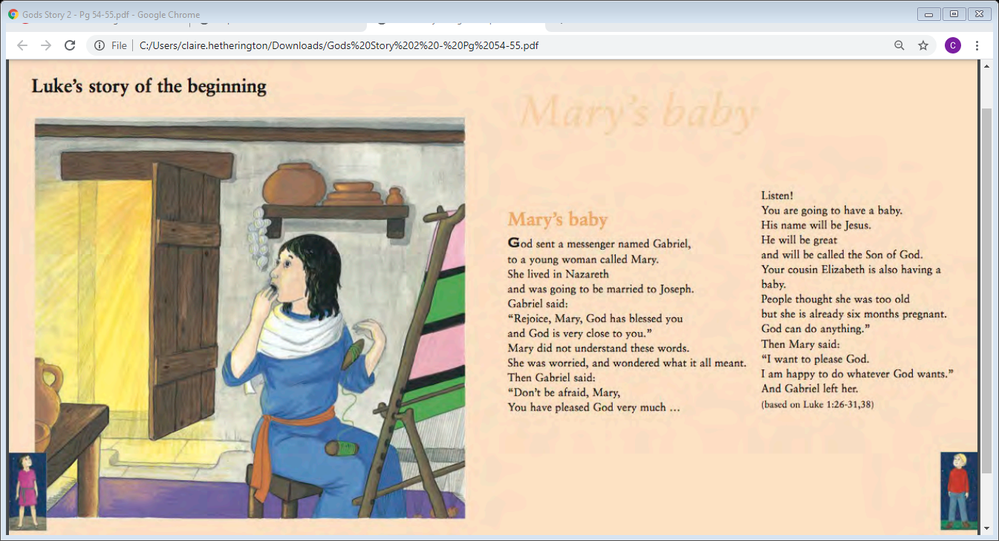 Gods Story 2 - Pg 54-55.pdf - Google Chrome
File | C:/Users/claire.hetherington/Downloads/Gods%20Story%202%20-%20Pg%2054-55.pdf
C
Luke's story of the beginning
Mary's baby
Mary's baby
God sent a messenger named Gabriel,
to a young woman called Mary.
She lived in Nazareth
and was going to be married to Joseph.
Gabriel said:
“Rejoice, Mary, God has blessed you
and God is very close to you.”
Mary did not understand these words.
She was worried, and wondered what it all meant.
Then Gabriel said:
“Don't be afraid, Mary,
You have pleased God very much ...
Listen!
You are going to have a baby.
His name will be Jesus.
He will be great
and will be called the Son of God.
Your cousin Elizabeth is also having a
baby.
People thought she was too old
but she is already six months pregnant.
God can do anything.”
Then Mary said:
“I want to please God.
I am happy to do whatever God wants.”
And Gabriel left her.
(based on Luke 1:26-31,38)